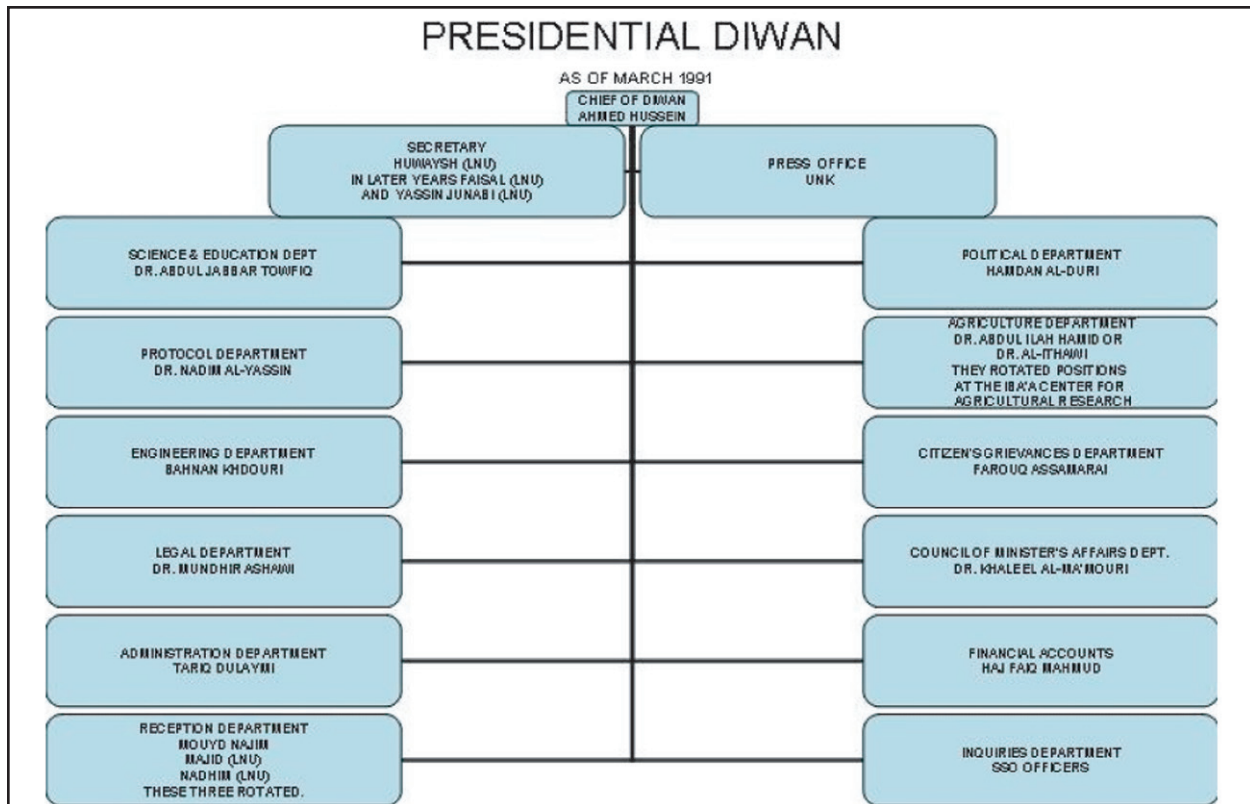 PRESIDENTIAL DIWAN
AS OF MARCH 1991
CHIEF OF DIWAN
AHMED HUSSEIN
SECRETARY
HUWAYSH (LNU)
IN LATER YEARS FAISAL (LNU)
AND YASSIN JUNABI (LNU)
PRESS OFFICE
UNK
SCIENCE & EDUCATION DEPT
DR. ABDUL JABBAR TOWFIQ
POLITICAL DEPARTMENT
HAMDAN AL-DURI
PROTOCOL DEPARTMENT
DR. NADIM AL-YASSIN
AGRICULTURE DEPARTMENT
DR. ABDUL ILAH HAMID OR
DR. AL-ITHAWI
THEY ROTATED POSITIONS
AT THE IBA'A CENTER FOR
AGRICULTURAL RESEARCH
ENGINEERING DEPARTMENT
BAHNAN KHDOURI
CITIZEN'S GRIEVANCES DEPARTMENT
FAROUQ ASSAMARAI
LEGAL DEPARTMENT
DR. MUNDHIR ASHAWI
COUNCIL OF MINISTER'S AFFAIRS DEPT.
DR. KHALEEL AL-MA'MOURI
ADMINISTRATION DEPARTMENT
TARIQ DULAYMI
FINANCIAL ACCOUNTS
HAJ FAIQ MAHMUD
RECEPTION DEPARTMENT
MOUYD NAJIM
MAJID (LNU)
NADHIM (LNU)
THESE THREE ROTATED.
INQUIRIES DEPARTMENT
SSO OFFICERS